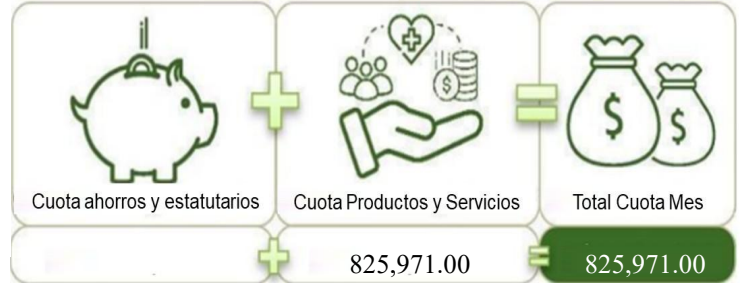 Cuota ahorros y estatutarios
Cuota Productos y Servicios
Total Cuota Mes
825,971.00
825,971.00